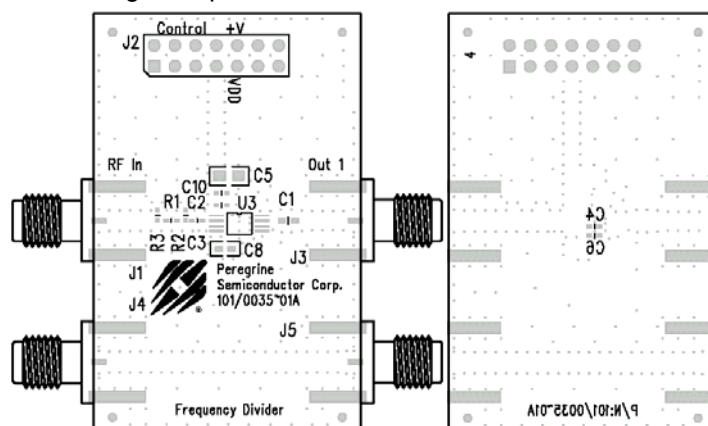 Control +V
J2
4
VDD
RF In
Out 1
C5
C10
R1 C2 U3 C1
C4
R3 R2 C3 C8
C6
J1
Peregrine
Semiconductor Corp.
101/0035~01A
J3
J4
®
J5
Frequency Divider
P/N:101/0035-01A